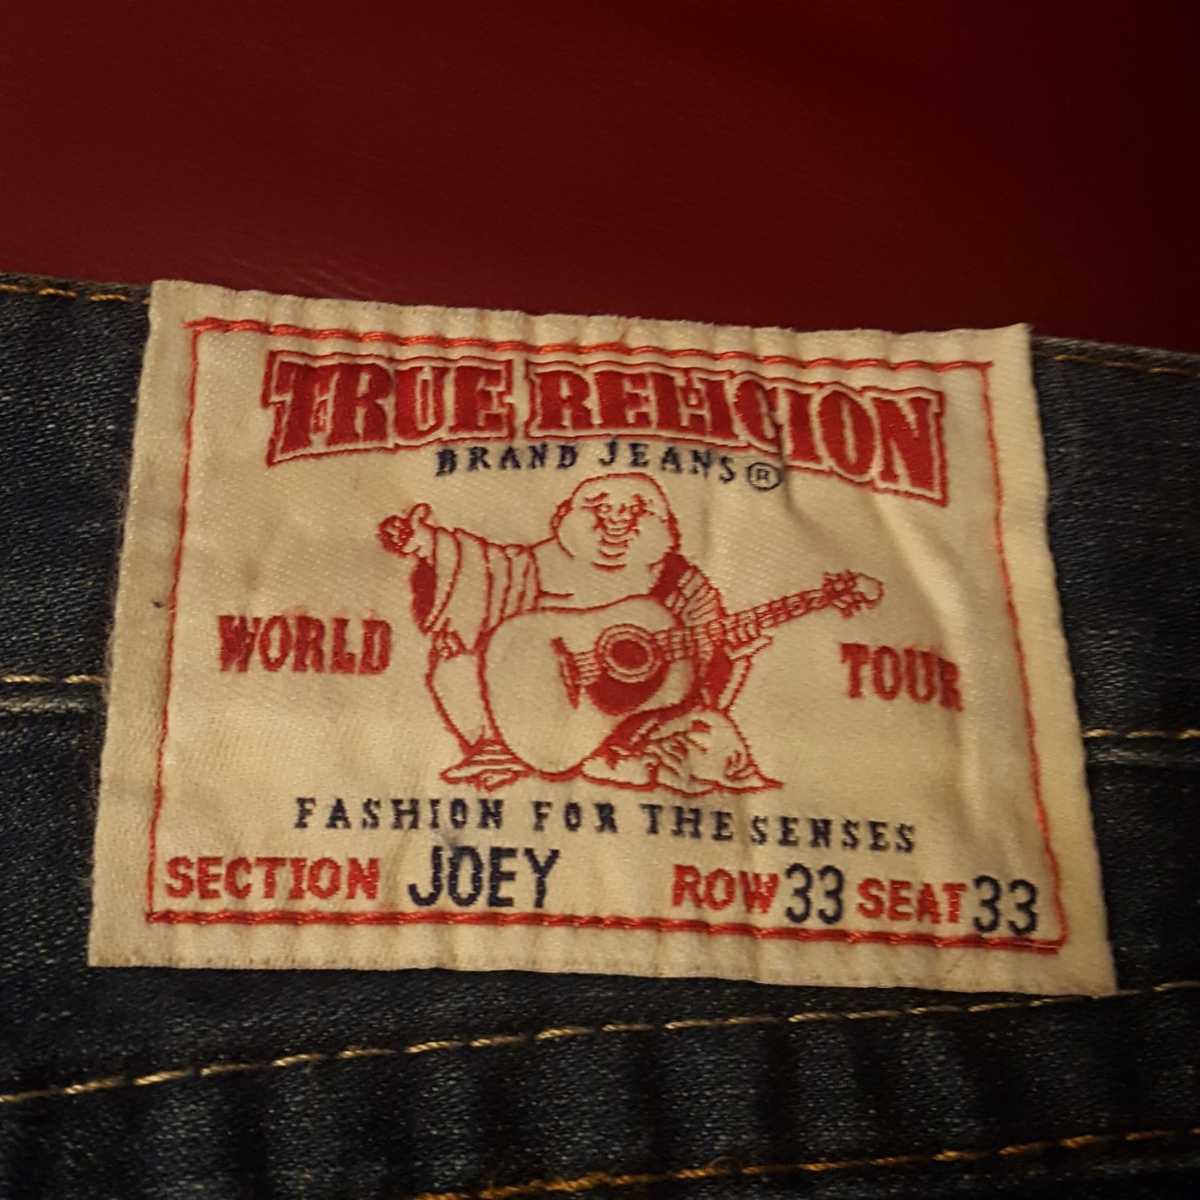 TRUE RELIGION
BRAND JEANS®
WORLD TOUR
FASHION FOR THE SENSES
SECTION JOEY ROW 33 SEAT 33